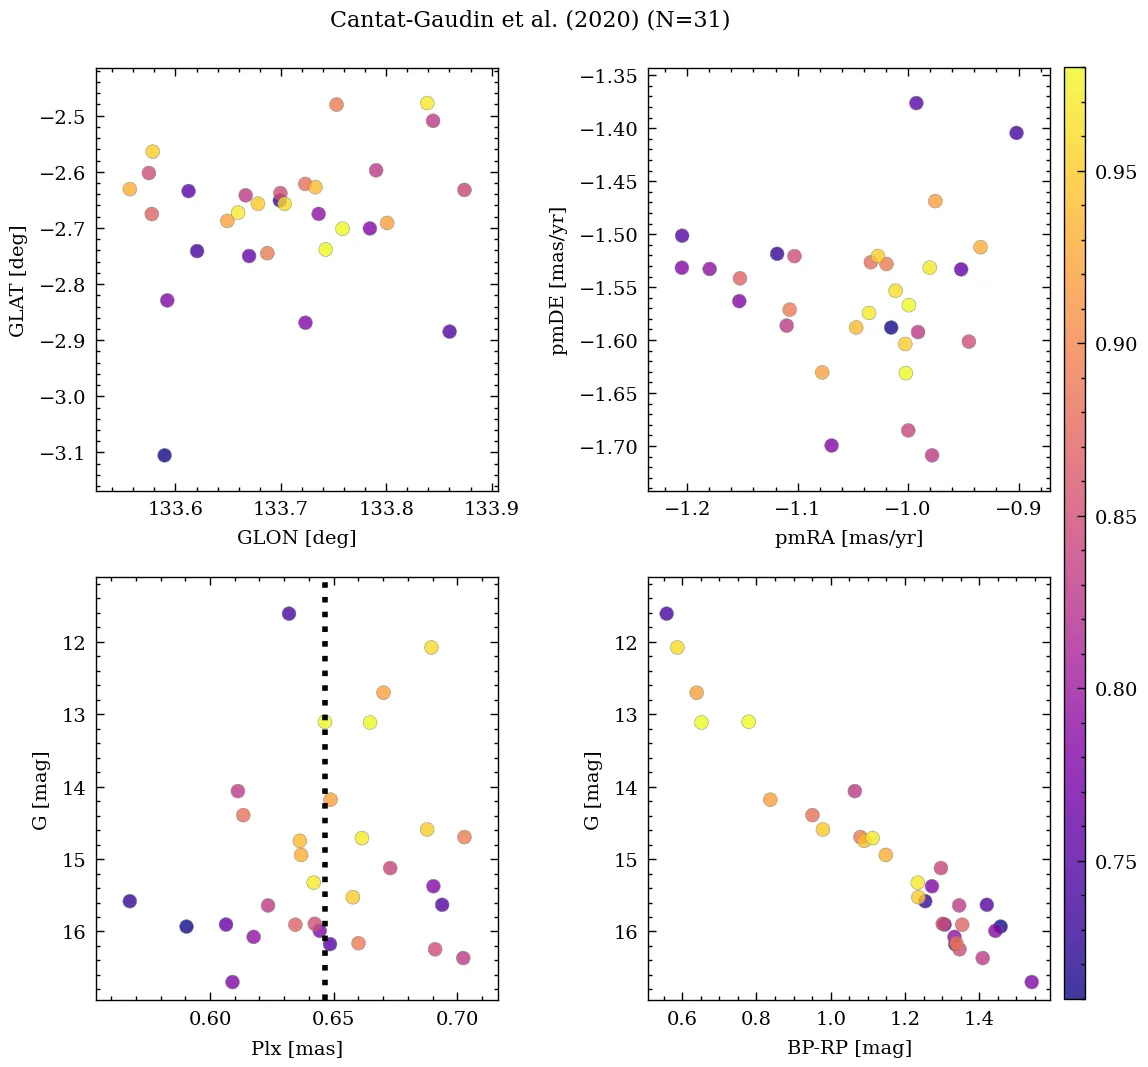 Cantat-Gaudin et al. (2020) (N=31)
−2.5
−2.6
−2.7
−2.8
−2.9
−3.0
−3.1
GLAT [deg]
133.6 133.7 133.8 133.9
GLON [deg]
−1.35
−1.40
−1.45
−1.50
−1.55
−1.60
−1.65
−1.70
pmDE [mas/yr]
−1.2 −1.1 −1.0 −0.9
pmRA [mas/yr]
12
13
14
15
16
G [mag]
0.60 0.65 0.70
Plx [mas]
12
13
14
15
16
G [mag]
0.6 0.8 1.0 1.2 1.4
BP-RP [mag]
0.95
0.90
0.85
0.80
0.75